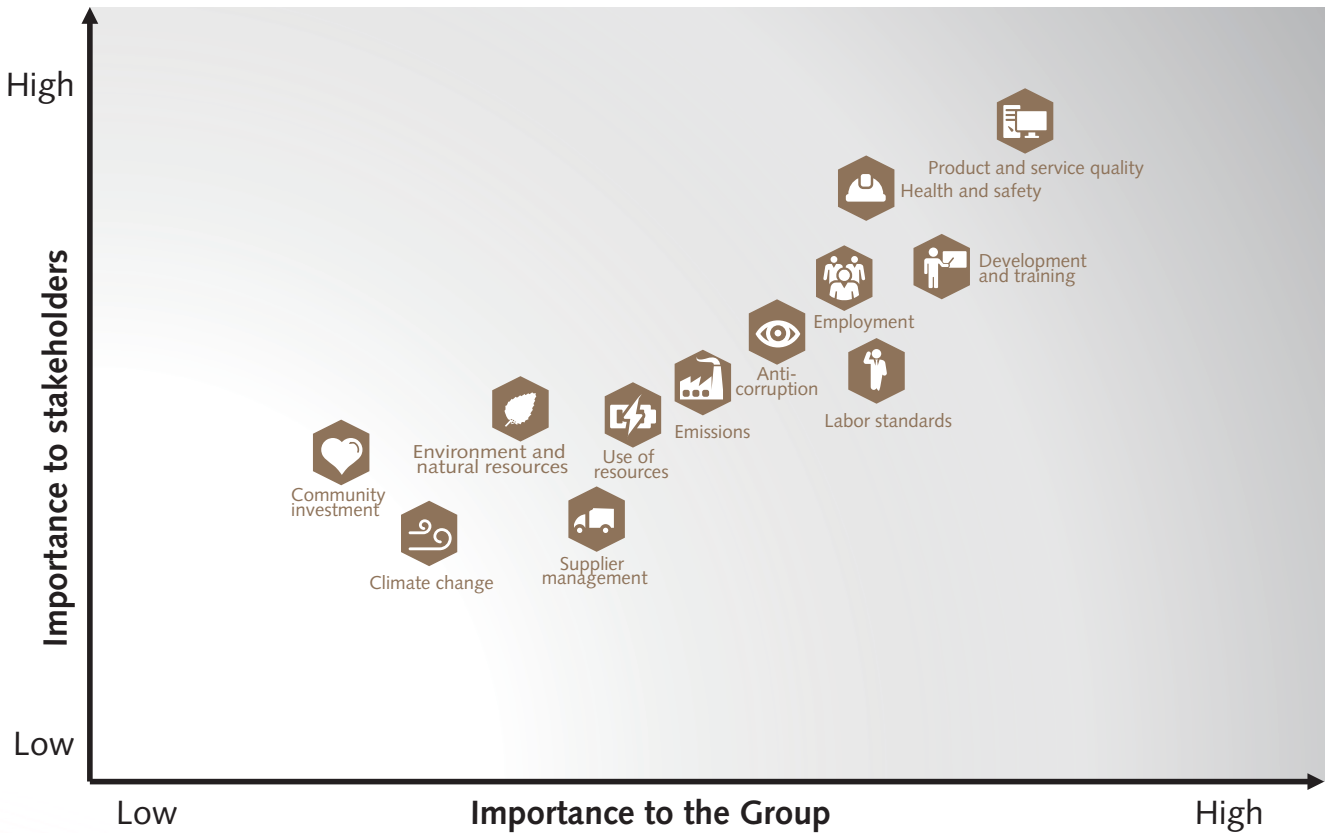 High
Product and service quality
Health and safety
Development
and training
Employment
Anti-
corruption
Labor standards
Emissions
Environment and
natural resources
Use of
resources
Community
investment
Supplier
management
Climate change
Importance to stakeholders
Low
Low
Importance to the Group
High